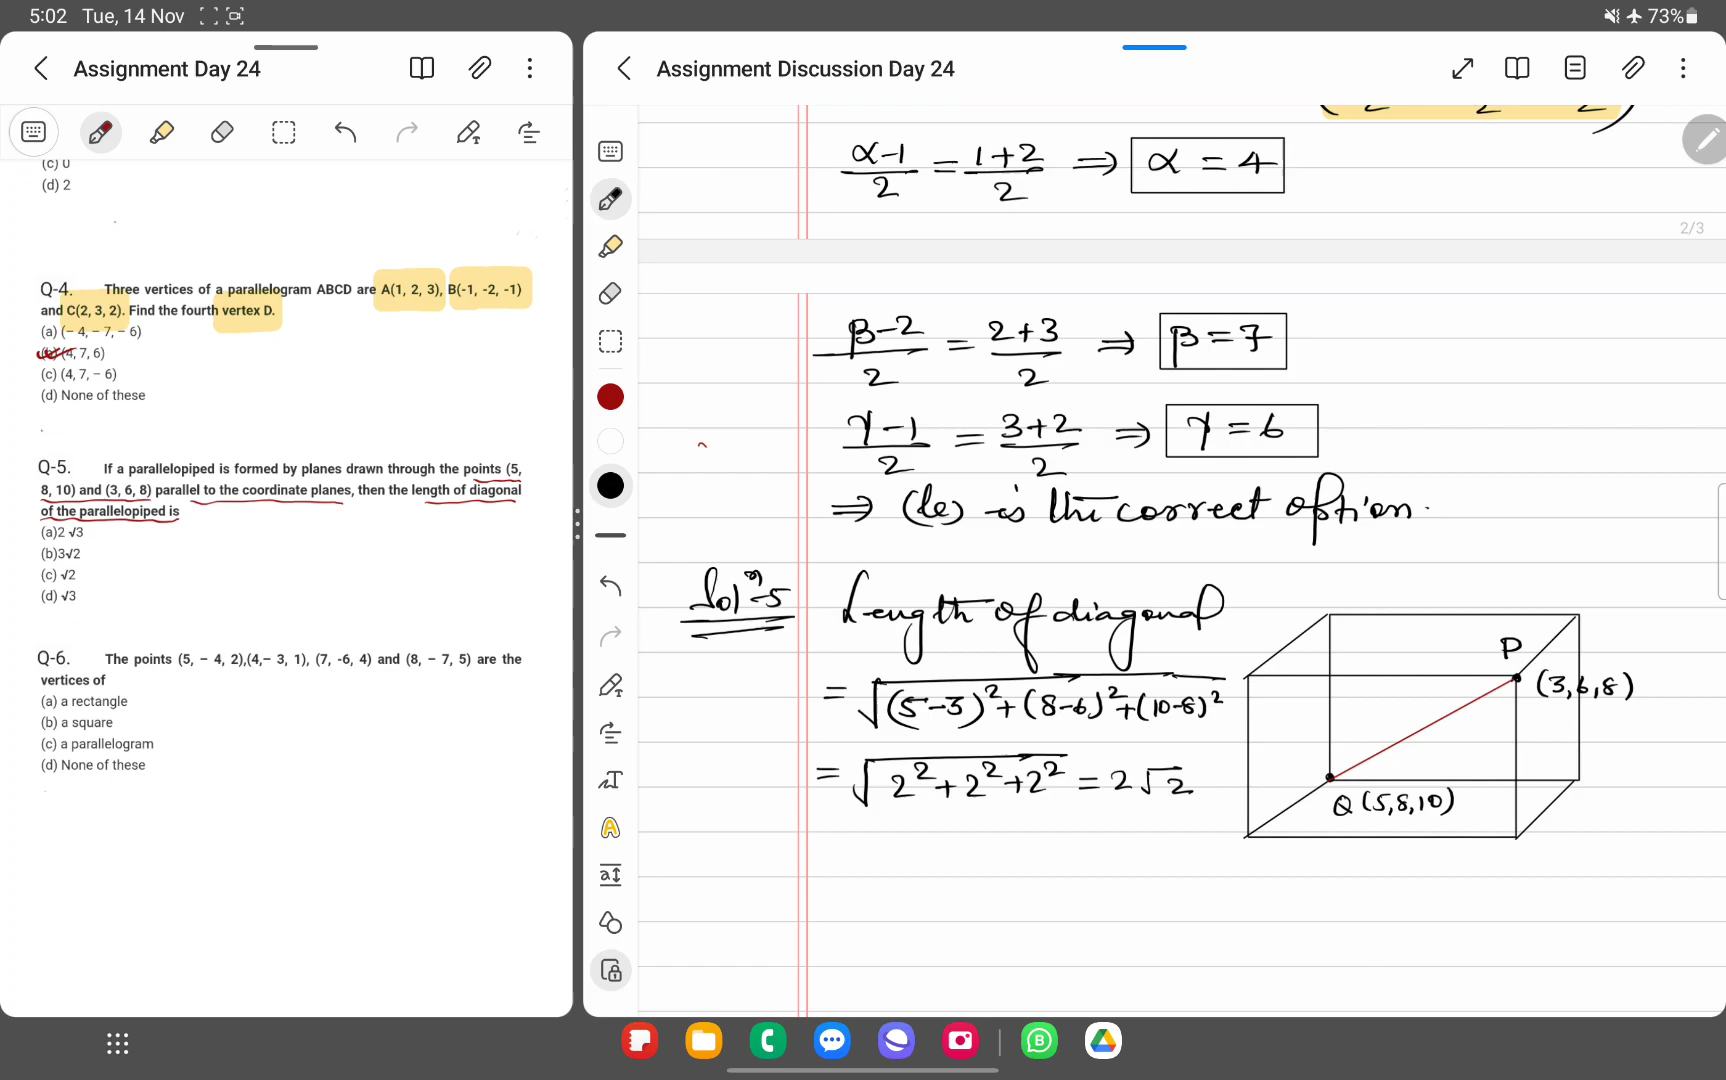 5:02 Tue, 14 Nov
73%
Assignment Day 24
(c) 0
(d) 2
Q-4. Three vertices of a parallelogram ABCD are A(1, 2, 3), B(-1, -2, -1)
and C(2, 3, 2). Find the fourth vertex D.
(a) (− 4, − 7, − 6)
(b) (4, 7, 6)
(c) (4, 7, − 6)
(d) None of these
Q-5. If a parallelopiped is formed by planes drawn through the points (5,
8, 10) and (3, 6, 8) parallel to the coordinate planes, then the length of diagonal
of the parallelopiped is
(a)2 √3
(b)3√2
(c) √2
(d) √3
Q-6. The points (5, − 4, 2),(4,− 3, 1), (7, -6, 4) and (8, − 7, 5) are the
vertices of
(a) a rectangle
(b) a square
(c) a parallelogram
(d) None of these
Assignment Discussion Day 24
(α-1)/2 = (1+2)/2 ⇒ α = 4
2/3
(β-2)/2 = (2+3)/2 ⇒ β = 7
(γ-1)/2 = (3+2)/2 ⇒ γ = 6
⇒ (b) is the correct option.
Solⁿ-5 Length of diagonal
= √(5-3)²+(8-6)²+(10-8)²
= √2²+2²+2² = 2√2
P
(3,6,8)
Q (5,8,10)